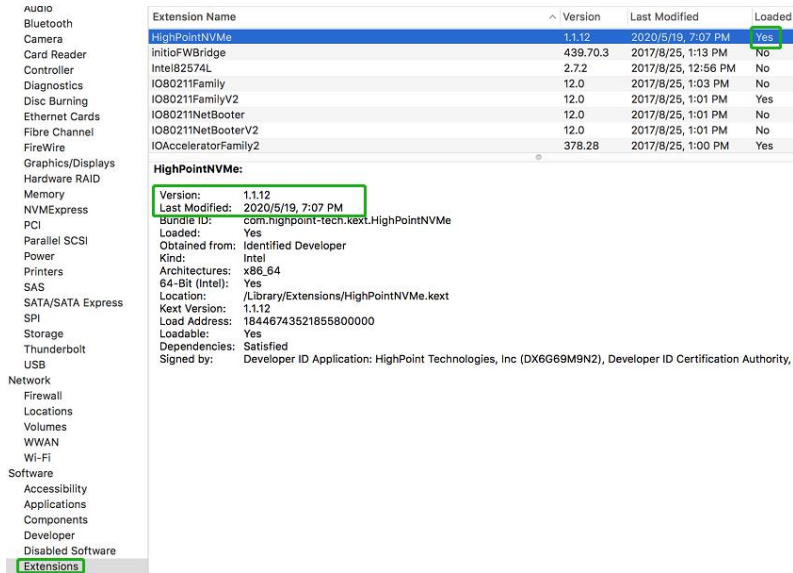 Audio
Bluetooth
Camera
Card Reader
Controller
Diagnostics
Disc Burning
Ethernet Cards
Fibre Channel
FireWire
Graphics/Displays
Hardware RAID
Memory
NVMExpress
PCI
Parallel SCSI
Power
Printers
SAS
SATA/SATA Express
SPI
Storage
Thunderbolt
USB
Network
Firewall
Locations
Volumes
WWAN
Wi-Fi
Software
Accessibility
Applications
Components
Developer
Disabled Software
Extensions
Extension Name Version Last Modified Loaded
HighPointNVMe 1.1.12 2020/5/19, 7:07 PM Yes
initioFWBridge 439.70.3 2017/8/25, 1:13 PM No
Intel82574L 2.7.2 2017/8/25, 12:56 PM No
IO80211Family 12.0 2017/8/25, 1:03 PM No
IO80211FamilyV2 12.0 2017/8/25, 1:01 PM Yes
IO80211NetBooter 12.0 2017/8/25, 1:01 PM No
IO80211NetBooterV2 12.0 2017/8/25, 1:01 PM No
IOAcceleratorFamily2 378.28 2017/8/25, 1:00 PM Yes
HighPointNVMe:
Version: 1.1.12
Last Modified: 2020/5/19, 7:07 PM
Bundle ID: com.highpoint-tech.kext.HighPointNVMe
Loaded: Yes
Obtained from: Identified Developer
Kind: Intel
Architectures: x86_64
64-Bit (Intel): Yes
Location: /Library/Extensions/HighPointNVMe.kext
Kext Version: 1.1.12
Load Address: 18446743521855800000
Loadable: Yes
Dependencies: Satisfied
Signed by: Developer ID Application: HighPoint Technologies, Inc (DX6G69M9N2), Developer ID Certification Authority,